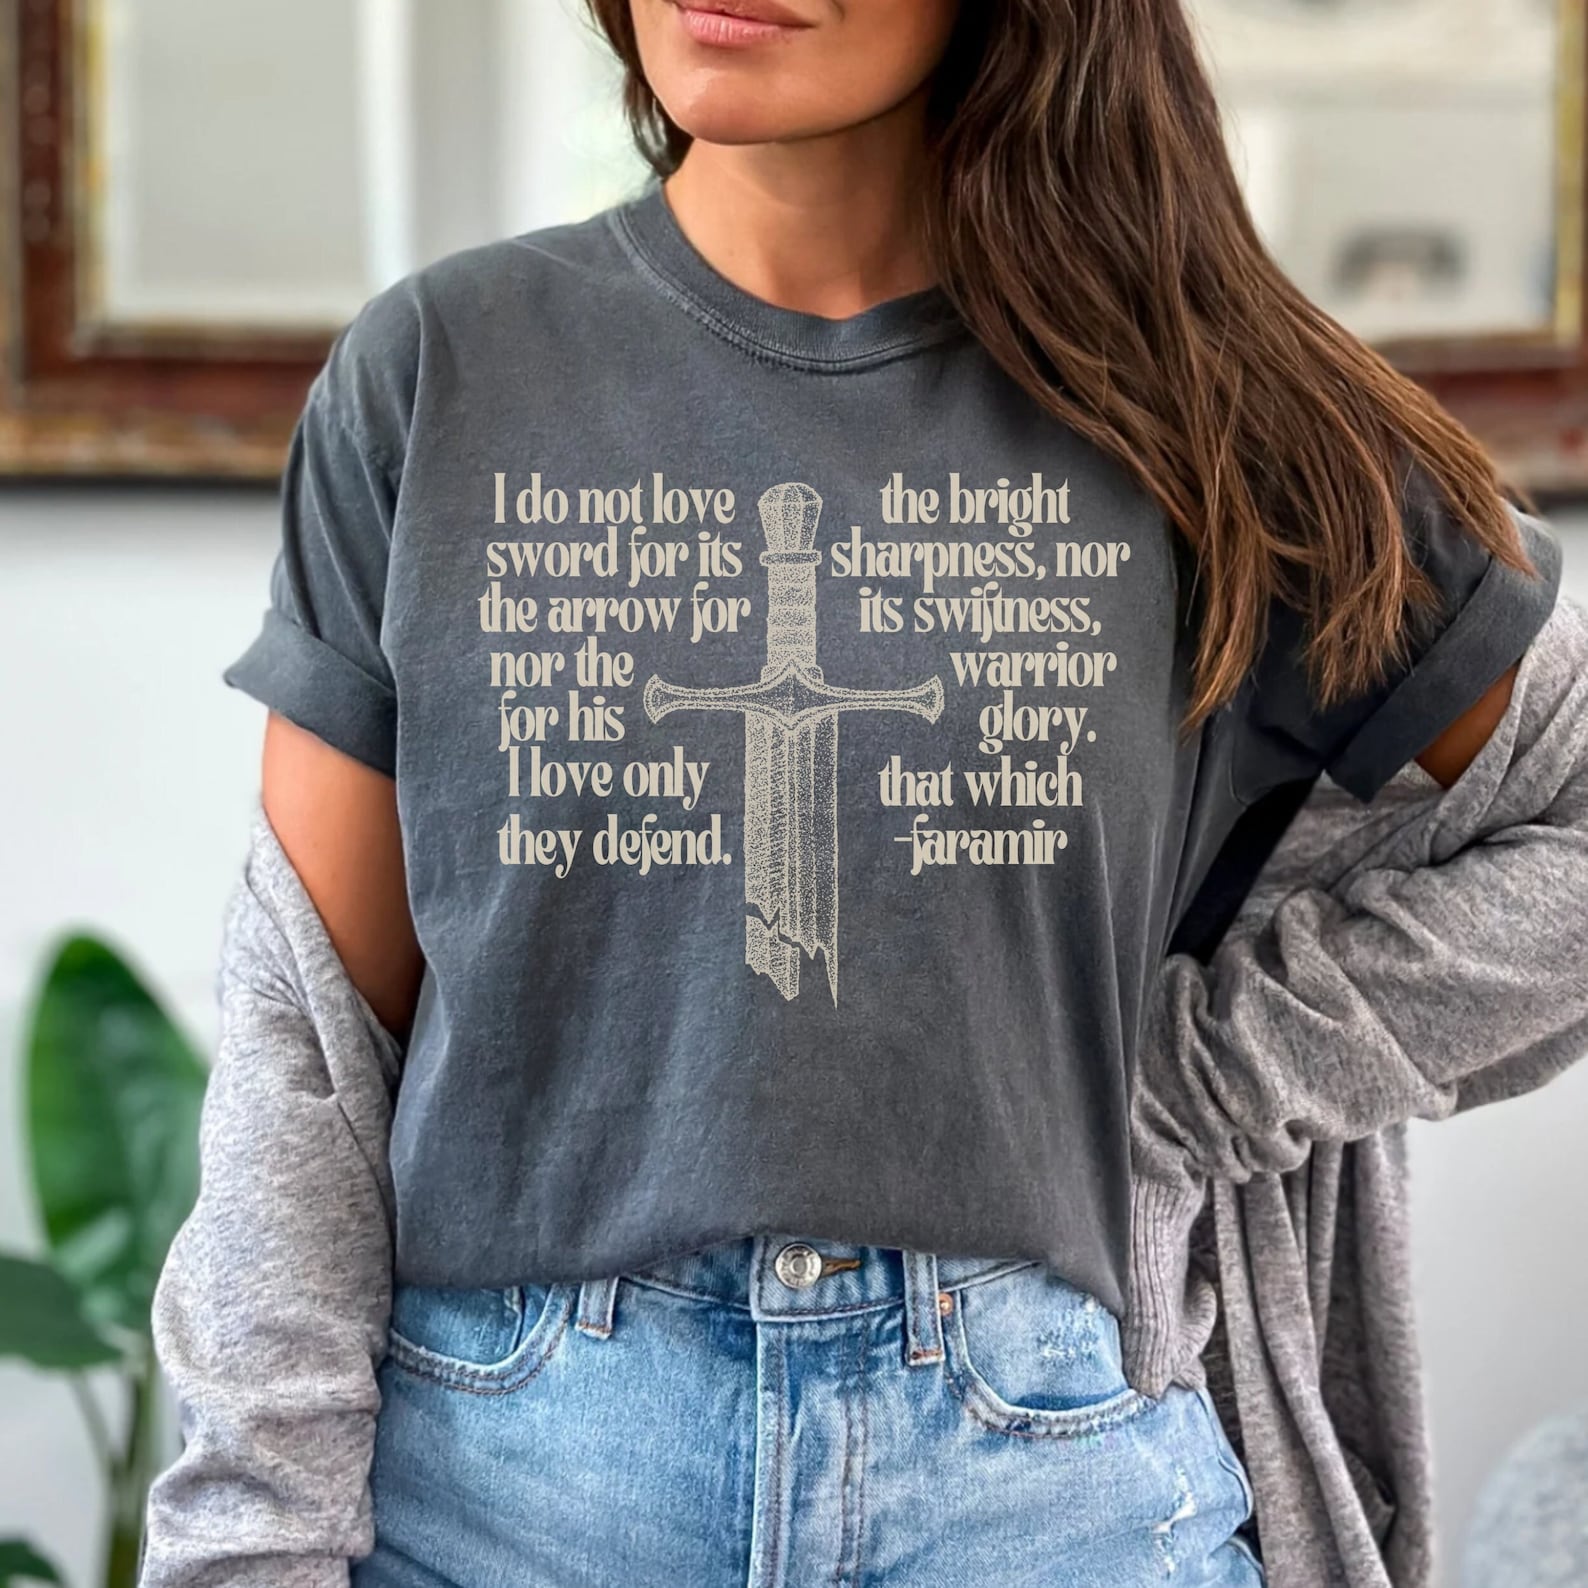 I do not love the bright
sword for its sharpness, nor
the arrow for its swiftness,
nor the warrior
for his glory.
I love only that which
they defend. -faramir